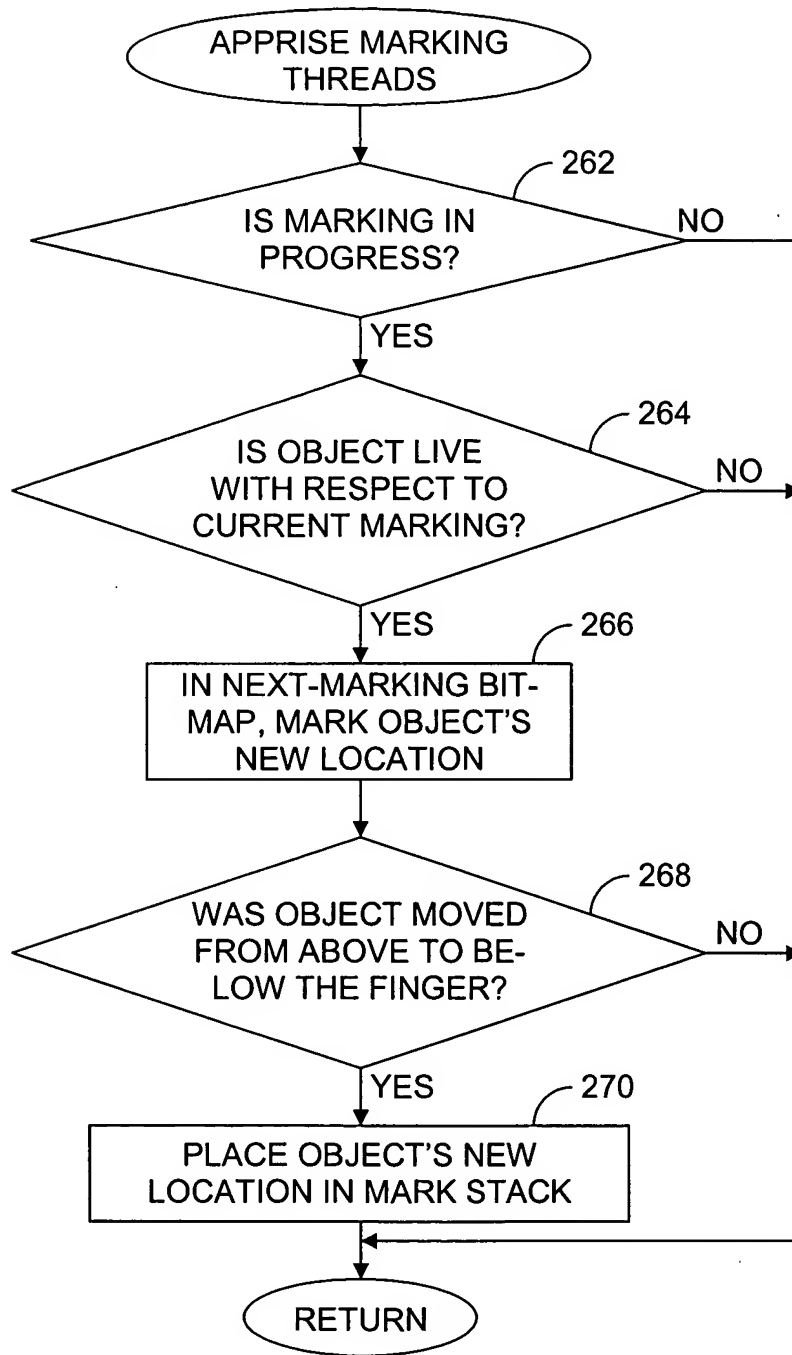 APPRISE MARKING
THREADS
262
IS MARKING IN
PROGRESS?
NO
YES
264
IS OBJECT LIVE
WITH RESPECT TO
CURRENT MARKING?
NO
YES
266
IN NEXT-MARKING BIT-
MAP, MARK OBJECT'S
NEW LOCATION
268
WAS OBJECT MOVED
FROM ABOVE TO BE-
LOW THE FINGER?
NO
YES
270
PLACE OBJECT'S NEW
LOCATION IN MARK STACK
RETURN